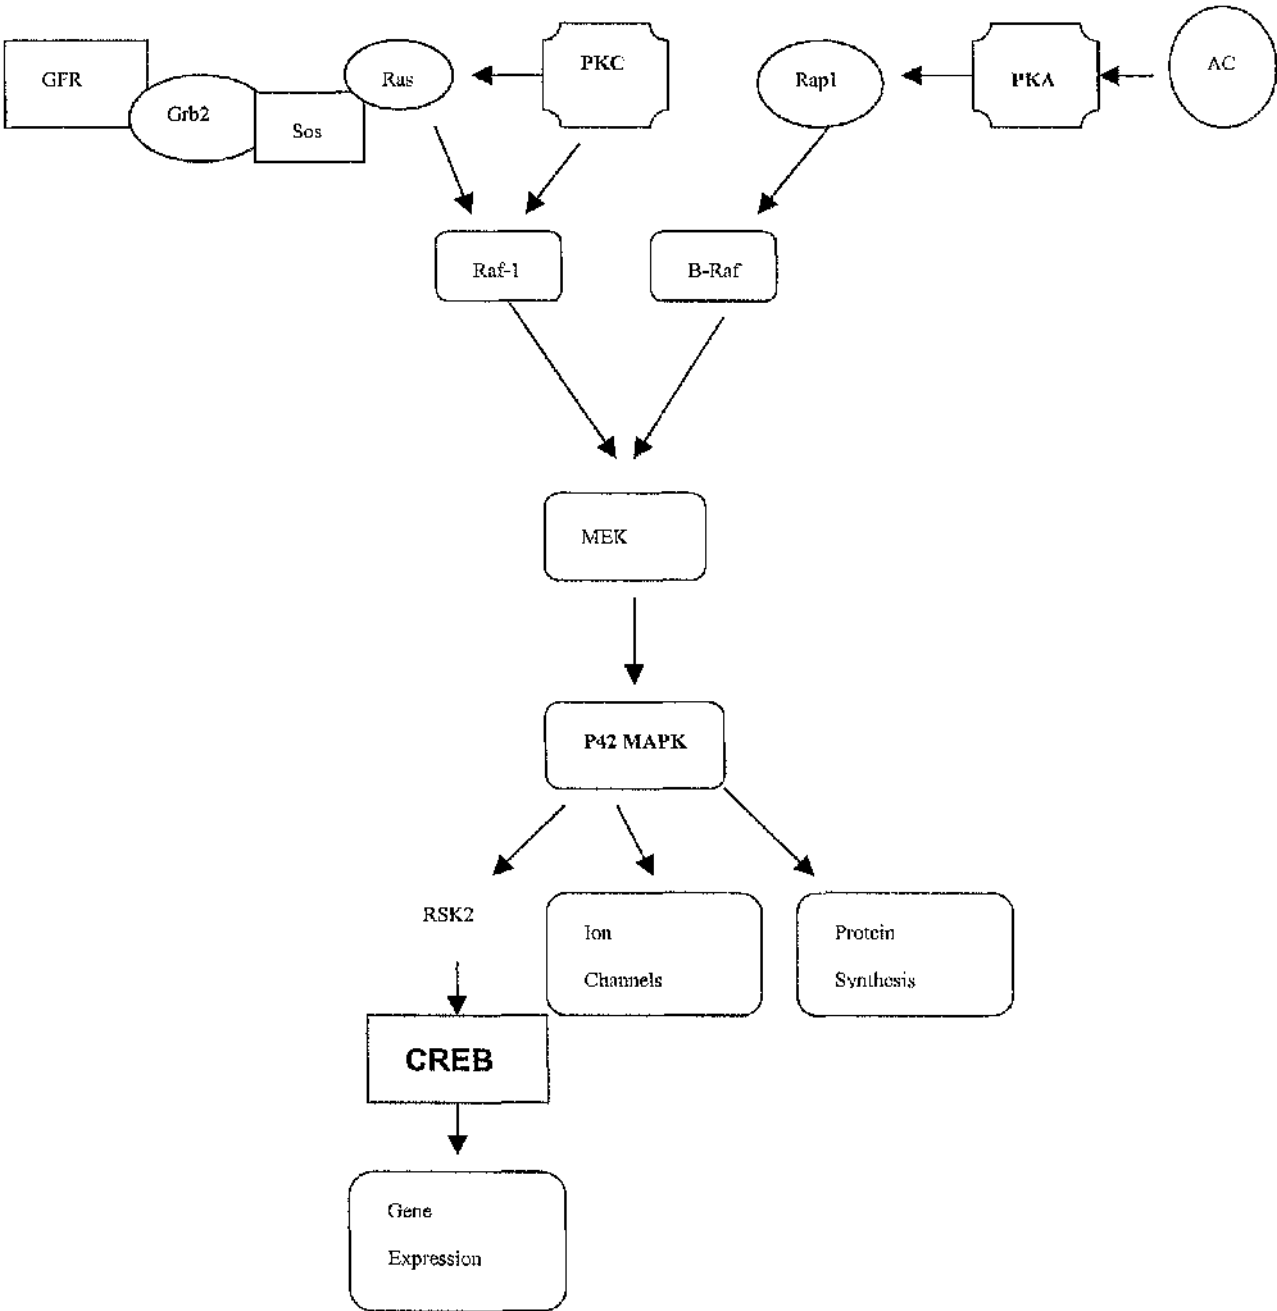 GFR
Grb2
Sos
Ras
PKC
Rap1
PKA
AC
Raf-1
B-Raf
MEK
P42 MAPK
RSK2
Ion
Channels
Protein
Synthesis
CREB
Gene
Expression